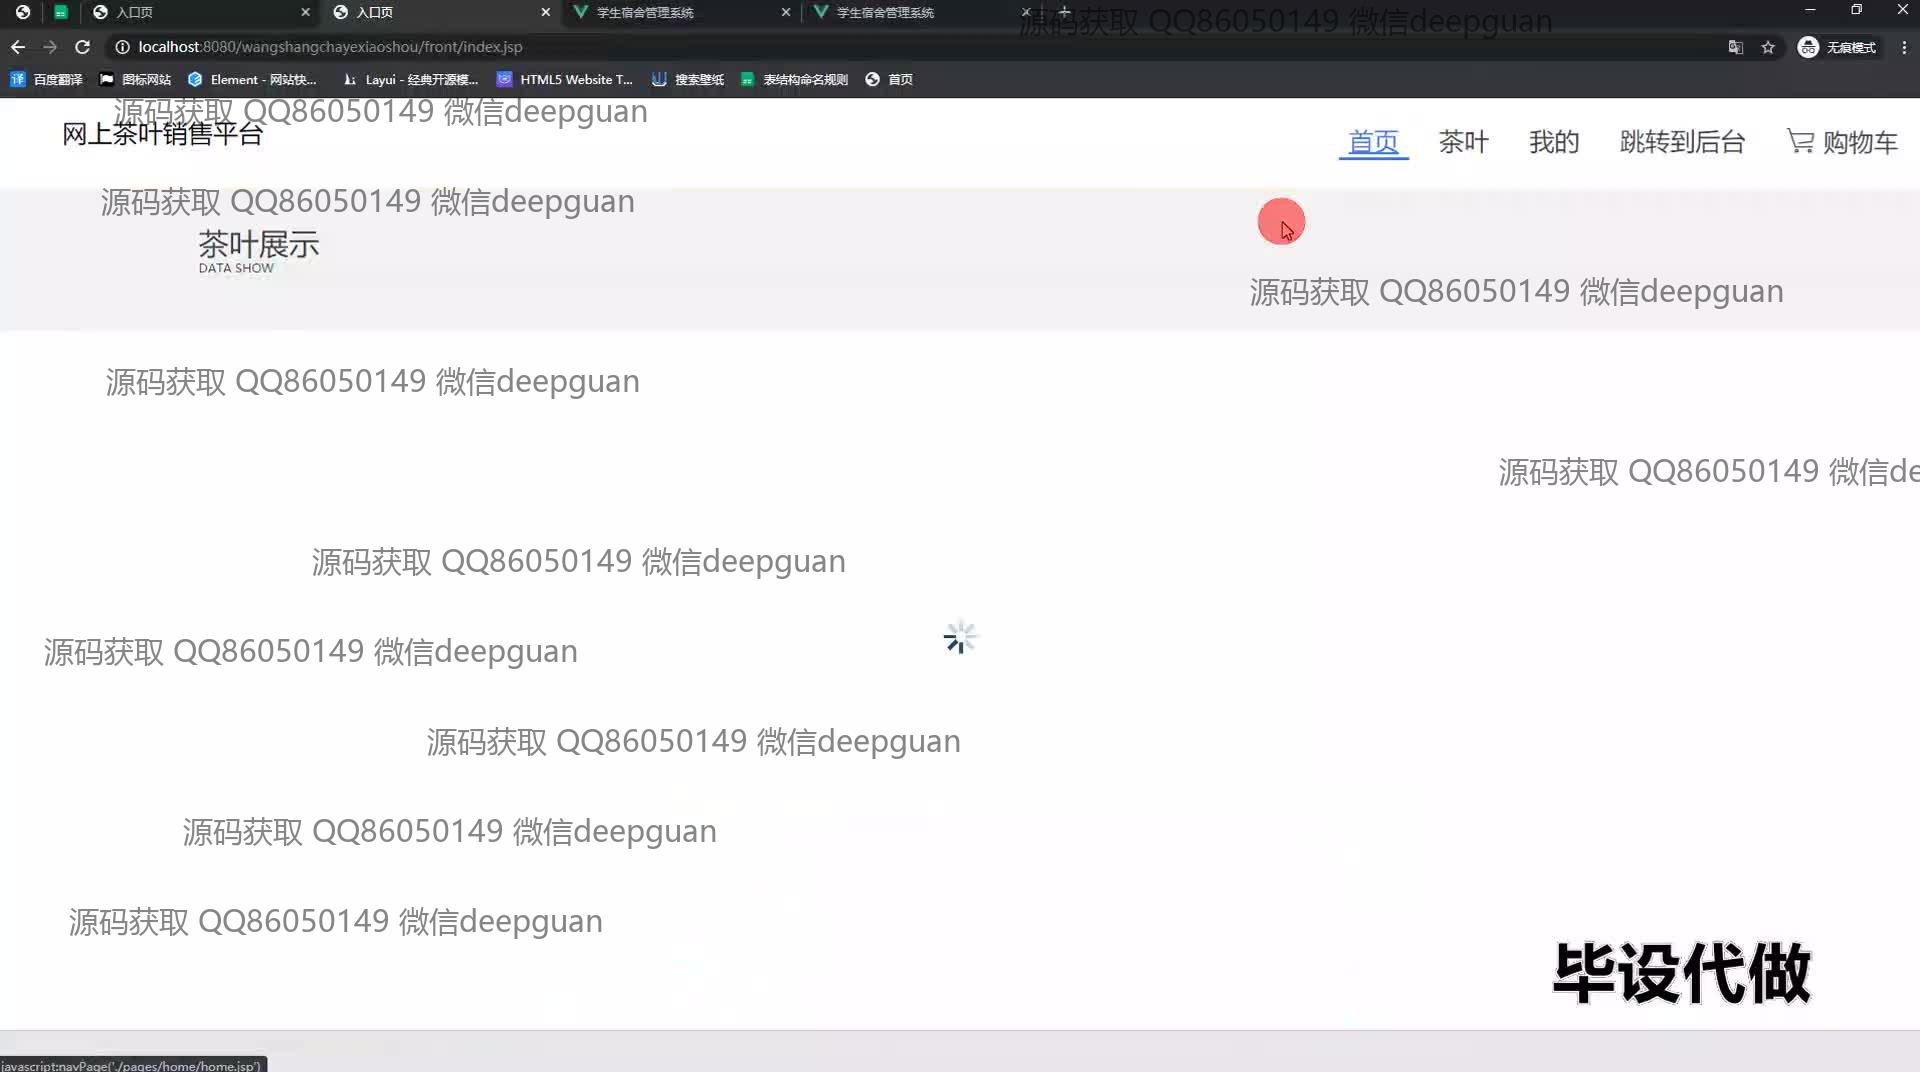 入口页
入口页
学生宿舍管理系统
学生宿舍管理系统
源码获取 QQ86050149 微信deepguan
localhost:8080/wangshangchayexiaoshou/front/index.jsp
无痕模式
百度翻译
图标网站
Element - 网站快...
Layui - 经典开源模...
HTML5 Website T...
搜索壁纸
表结构命名规则
首页
源码获取 QQ86050149 微信deepguan
网上茶叶销售平台
首页
茶叶
我的
跳转到后台
购物车
源码获取 QQ86050149 微信deepguan
茶叶展示
DATA SHOW
源码获取 QQ86050149 微信deepguan
源码获取 QQ86050149 微信deepguan
源码获取 QQ86050149 微信de
源码获取 QQ86050149 微信deepguan
源码获取 QQ86050149 微信deepguan
源码获取 QQ86050149 微信deepguan
源码获取 QQ86050149 微信deepguan
源码获取 QQ86050149 微信deepguan
毕设代做
javascript:navPage('./pages/home/home.jsp')